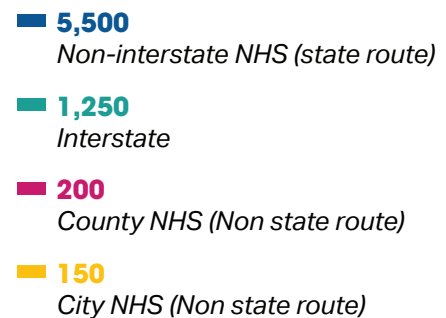 5,500
Non-interstate NHS (state route)
1,250
Interstate
200
County NHS (Non state route)
150
City NHS (Non state route)